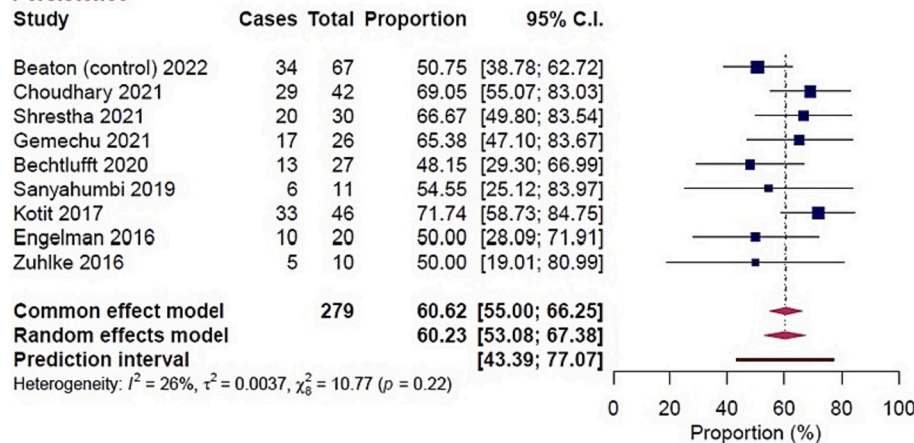 Study Cases Total Proportion 95% C.I.
Beaton (control) 2022 34 67 50.75 [38.78; 62.72]
Choudhary 2021 29 42 69.05 [55.07; 83.03]
Shrestha 2021 20 30 66.67 [49.80; 83.54]
Gemechu 2021 17 26 65.38 [47.10; 83.67]
Bechtlufft 2020 13 27 48.15 [29.30; 66.99]
Sanyahumbi 2019 6 11 54.55 [25.12; 83.97]
Kotit 2017 33 46 71.74 [58.73; 84.75]
Engelman 2016 10 20 50.00 [28.09; 71.91]
Zuhlke 2016 5 10 50.00 [19.01; 80.99]
Common effect model 279 60.62 [55.00; 66.25]
Random effects model 60.23 [53.08; 67.38]
Prediction interval [43.39; 77.07]
Heterogeneity: I² = 26%, τ² = 0.0037, χ²₈ = 10.77 (p = 0.22)
0 20 40 60 80 100
Proportion (%)